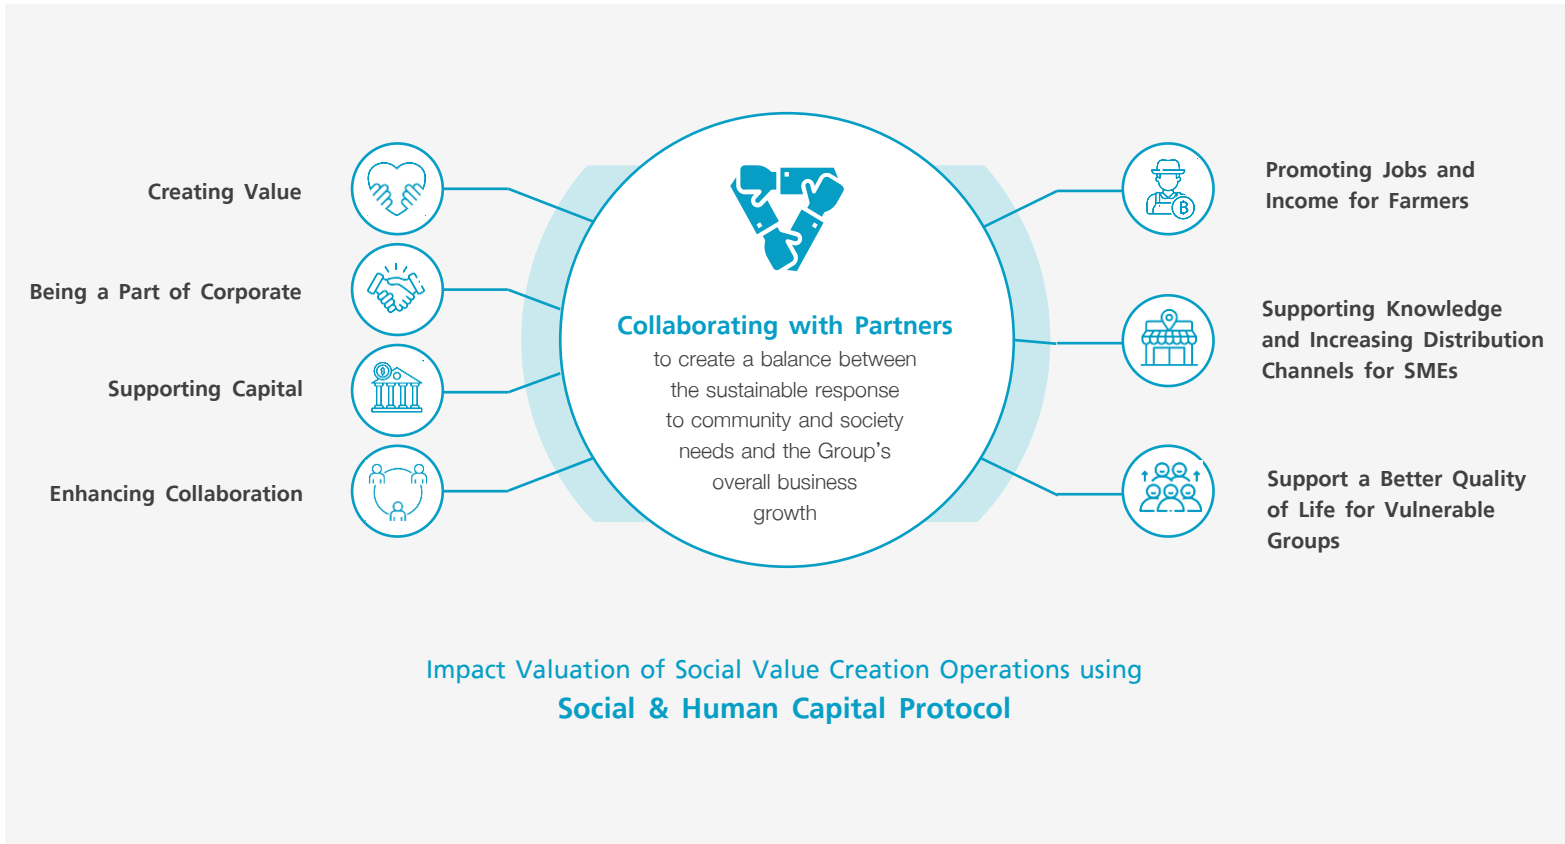 Creating Value
Being a Part of Corporate
Supporting Capital
Enhancing Collaboration
Collaborating with Partners
to create a balance between
the sustainable response
to community and society
needs and the Group's
overall business
growth
Promoting Jobs and
Income for Farmers
Supporting Knowledge
and Increasing Distribution
Channels for SMEs
Support a Better Quality
of Life for Vulnerable
Groups
Impact Valuation of Social Value Creation Operations using
Social & Human Capital Protocol